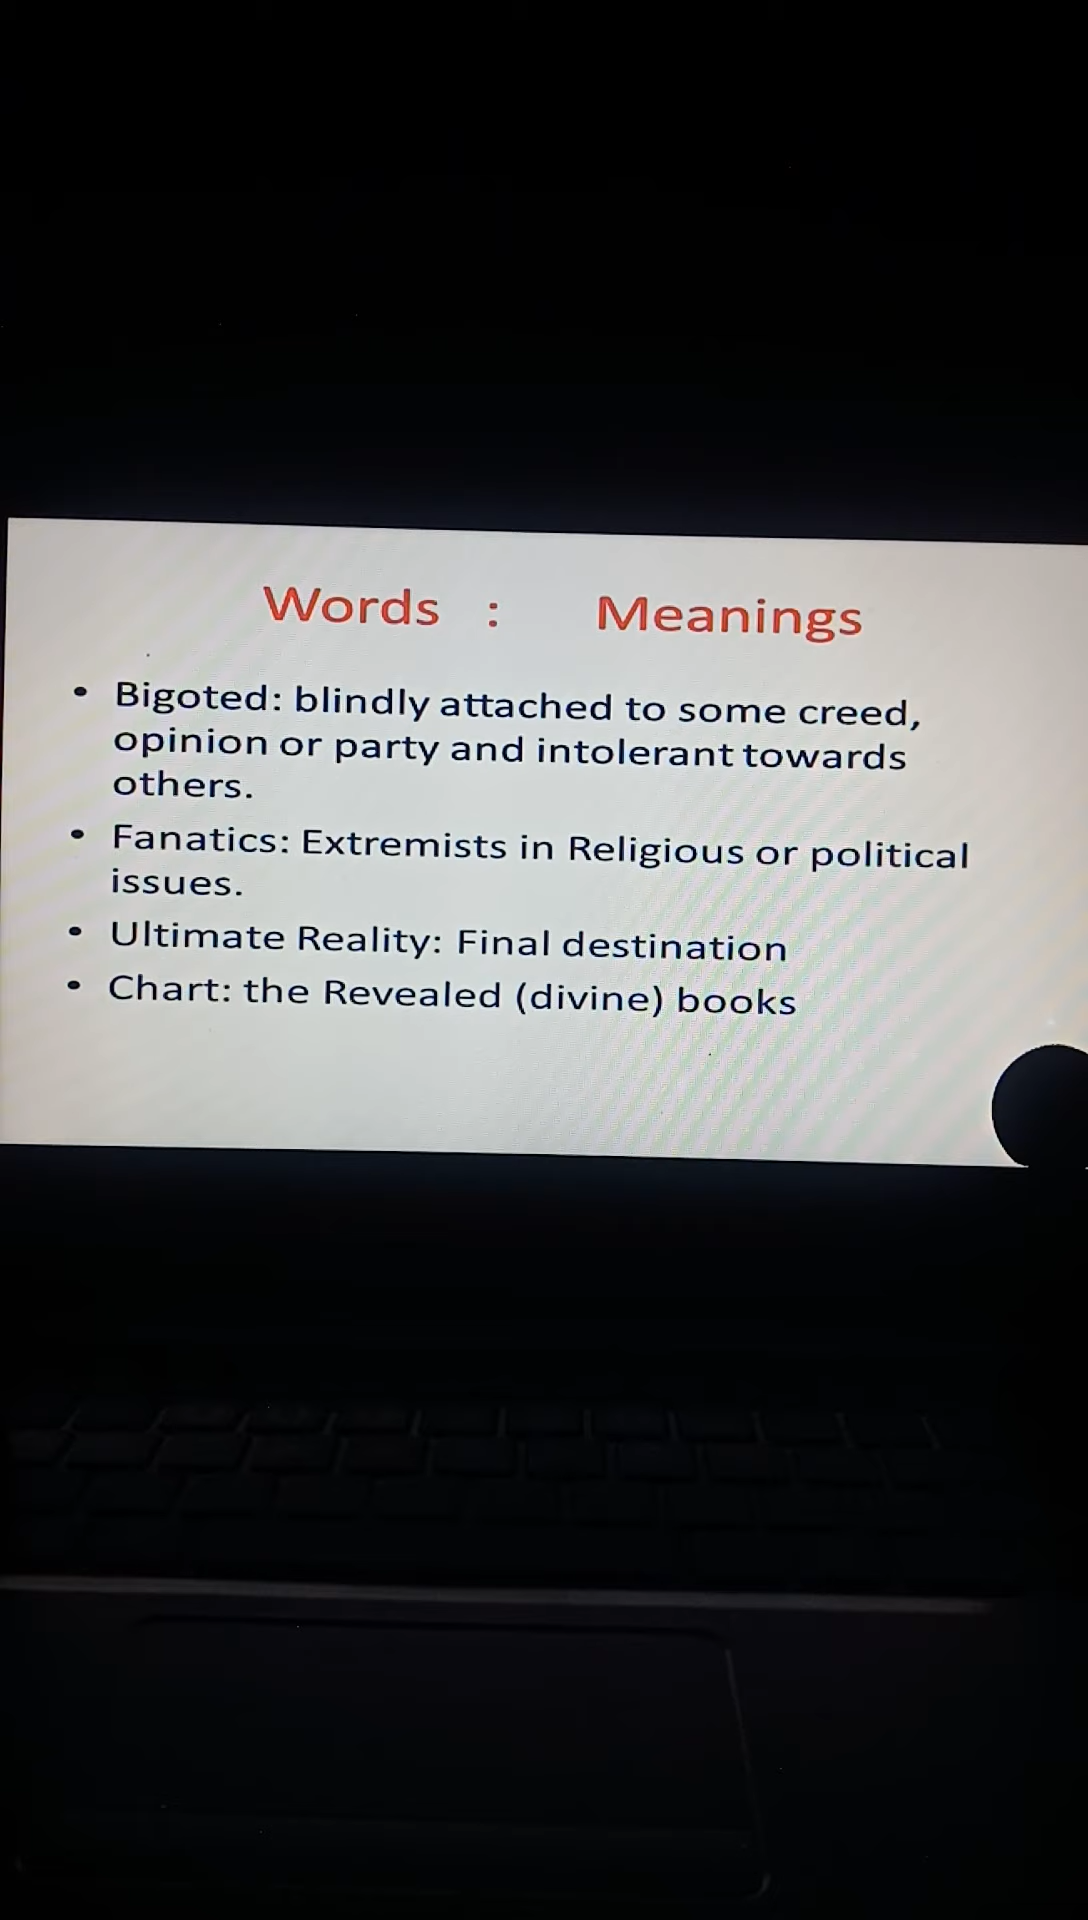 Words : Meanings
• Bigoted: blindly attached to some creed,
opinion or party and intolerant towards
others.
• Fanatics: Extremists in Religious or political
issues.
• Ultimate Reality: Final destination
• Chart: the Revealed (divine) books